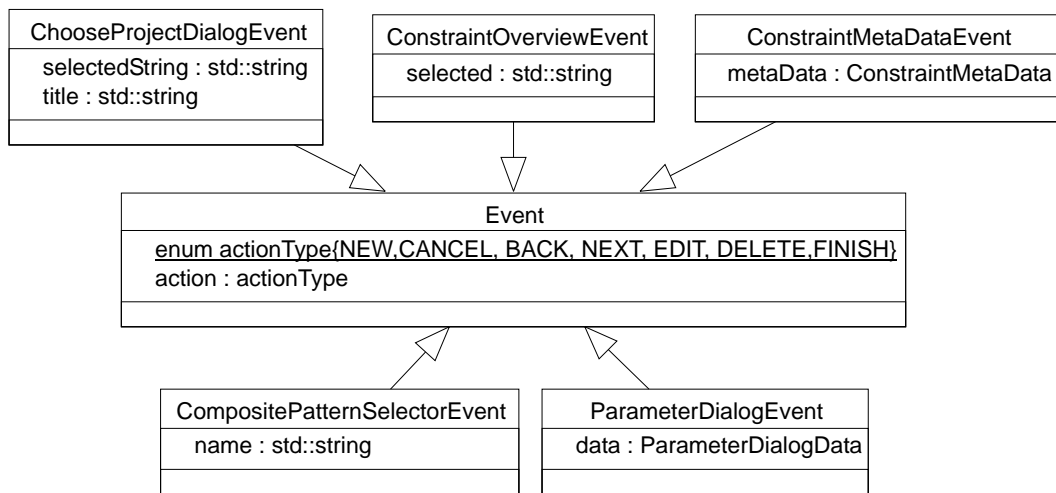 ChooseProjectDialogEvent
selectedString : std::string
title : std::string
ConstraintOverviewEvent
selected : std::string
ConstraintMetaDataEvent
metaData : ConstraintMetaData
Event
enum actionType{NEW,CANCEL, BACK, NEXT, EDIT, DELETE,FINISH}
action : actionType
CompositePatternSelectorEvent
name : std::string
ParameterDialogEvent
data : ParameterDialogData